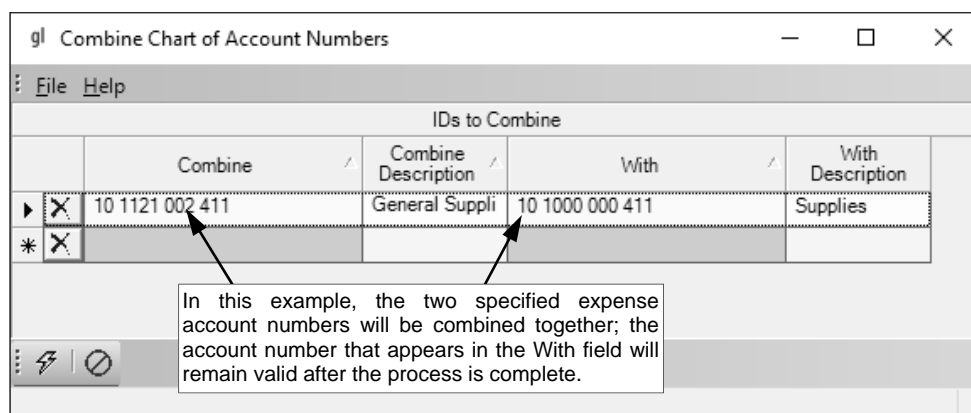 gl Combine Chart of Account Numbers
File Help
IDs to Combine
Combine Combine Description With With Description
10 1121 002 411 General Suppli 10 1000 000 411 Supplies
In this example, the two specified expense
account numbers will be combined together; the
account number that appears in the With field will
remain valid after the process is complete.